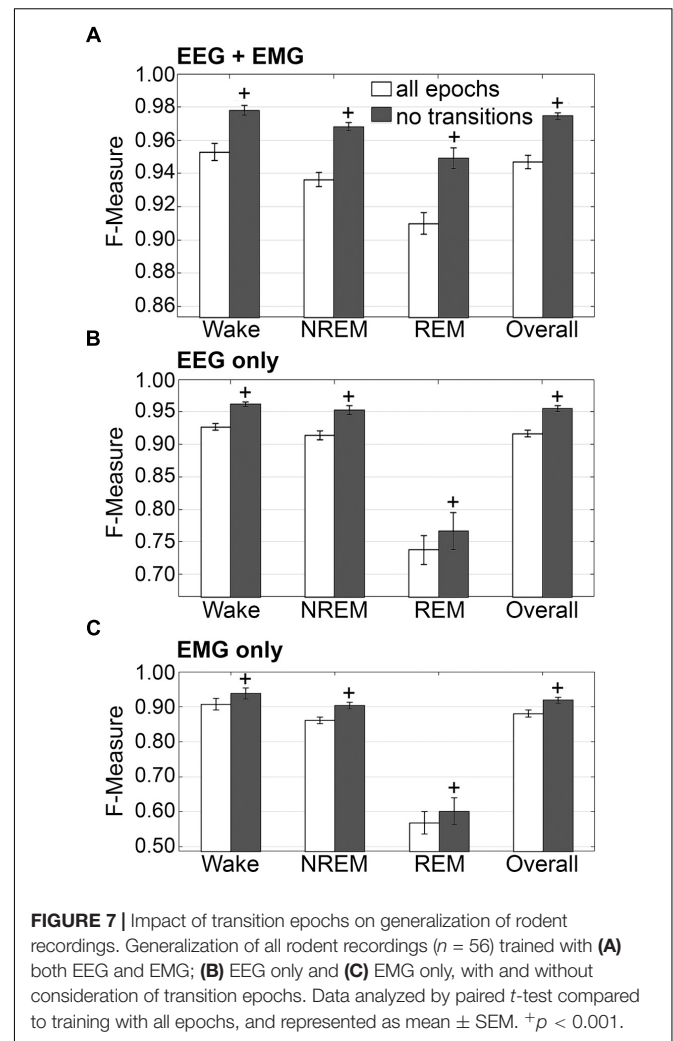 A
EEG + EMG
1.00
0.98
0.96
0.94
0.92
0.90
0.88
0.86
F-Measure
all epochs
no transitions
+ + + +
Wake NREM REM Overall
B
EEG only
1.00
0.95
0.90
0.85
0.80
0.75
0.70
F-Measure
+ + + +
Wake NREM REM Overall
C
EMG only
1.00
0.90
0.80
0.70
0.60
0.50
F-Measure
+ + + +
Wake NREM REM Overall
FIGURE 7 | Impact of transition epochs on generalization of rodent
recordings. Generalization of all rodent recordings (n = 56) trained with (A)
both EEG and EMG; (B) EEG only and (C) EMG only, with and without
consideration of transition epochs. Data analyzed by paired t-test compared
to training with all epochs, and represented as mean ± SEM. +p < 0.001.